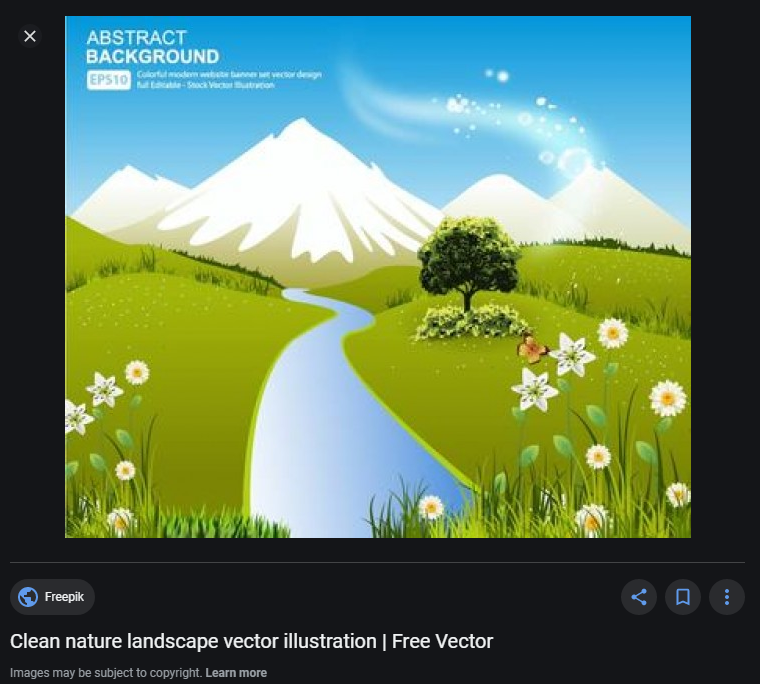 ABSTRACT
BACKGROUND
EPS10 Colorful modern website banner set vector design
full Editable - Stock Vector Illustration
Freepik
Clean nature landscape vector illustration | Free Vector
Images may be subject to copyright. Learn more